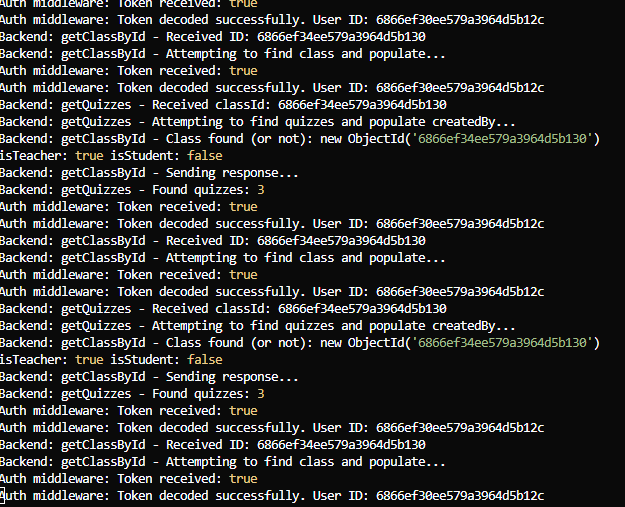 Auth middleware: Token received: true
Auth middleware: Token decoded successfully. User ID: 6866ef30ee579a3964d5b12c
Backend: getClassById - Received ID: 6866ef34ee579a3964d5b130
Backend: getClassById - Attempting to find class and populate...
Auth middleware: Token received: true
Auth middleware: Token decoded successfully. User ID: 6866ef30ee579a3964d5b12c
Backend: getQuizzes - Received classId: 6866ef34ee579a3964d5b130
Backend: getQuizzes - Attempting to find quizzes and populate createdBy...
Backend: getClassById - Class found (or not): new ObjectId('6866ef34ee579a3964d5b130')
isTeacher: true isStudent: false
Backend: getClassById - Sending response...
Backend: getQuizzes - Found quizzes: 3
Auth middleware: Token received: true
Auth middleware: Token decoded successfully. User ID: 6866ef30ee579a3964d5b12c
Backend: getClassById - Received ID: 6866ef34ee579a3964d5b130
Backend: getClassById - Attempting to find class and populate...
Auth middleware: Token received: true
Auth middleware: Token decoded successfully. User ID: 6866ef30ee579a3964d5b12c
Backend: getQuizzes - Received classId: 6866ef34ee579a3964d5b130
Backend: getQuizzes - Attempting to find quizzes and populate createdBy...
Backend: getClassById - Class found (or not): new ObjectId('6866ef34ee579a3964d5b130')
isTeacher: true isStudent: false
Backend: getClassById - Sending response...
Backend: getQuizzes - Found quizzes: 3
Auth middleware: Token received: true
Auth middleware: Token decoded successfully. User ID: 6866ef30ee579a3964d5b12c
Backend: getClassById - Received ID: 6866ef34ee579a3964d5b130
Backend: getClassById - Attempting to find class and populate...
Auth middleware: Token received: true
Auth middleware: Token decoded successfully. User ID: 6866ef30ee579a3964d5b12c